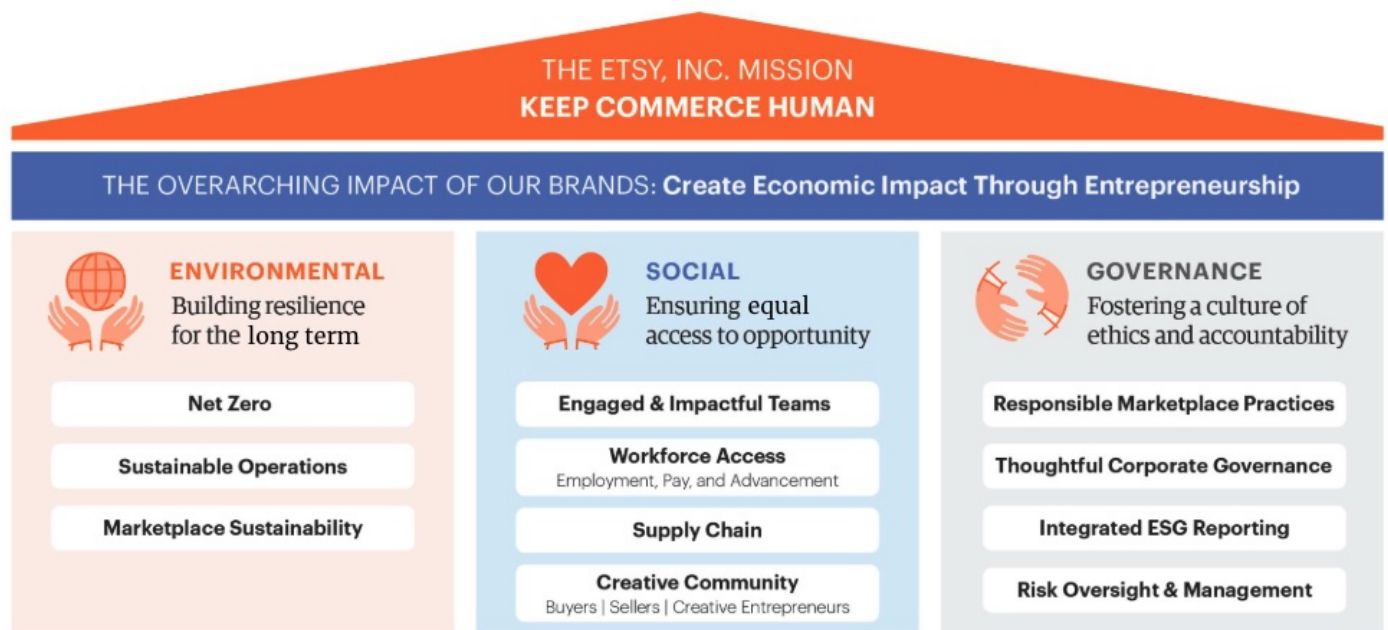 THE ETSY, INC. MISSION
KEEP COMMERCE HUMAN
THE OVERARCHING IMPACT OF OUR BRANDS: Create Economic Impact Through Entrepreneurship
ENVIRONMENTAL
Building resilience
for the long term
Net Zero
Sustainable Operations
Marketplace Sustainability
SOCIAL
Ensuring equal
access to opportunity
Engaged & Impactful Teams
Workforce Access
Employment, Pay, and Advancement
Supply Chain
Creative Community
Buyers | Sellers | Creative Entrepreneurs
GOVERNANCE
Fostering a culture of
ethics and accountability
Responsible Marketplace Practices
Thoughtful Corporate Governance
Integrated ESG Reporting
Risk Oversight & Management